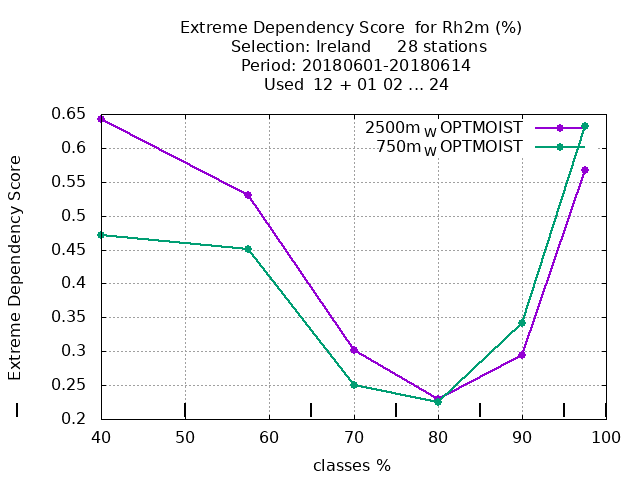 Extreme Dependency Score for Rh2m (%)
Selection: Ireland 28 stations
Period: 20180601-20180614
Used 12 + 01 02 ... 24
2500m W OPTMOIST
750m W OPTMOIST
Extreme Dependency Score
0.65
0.6
0.55
0.5
0.45
0.4
0.35
0.3
0.25
0.2
40 50 60 70 80 90 100
classes %